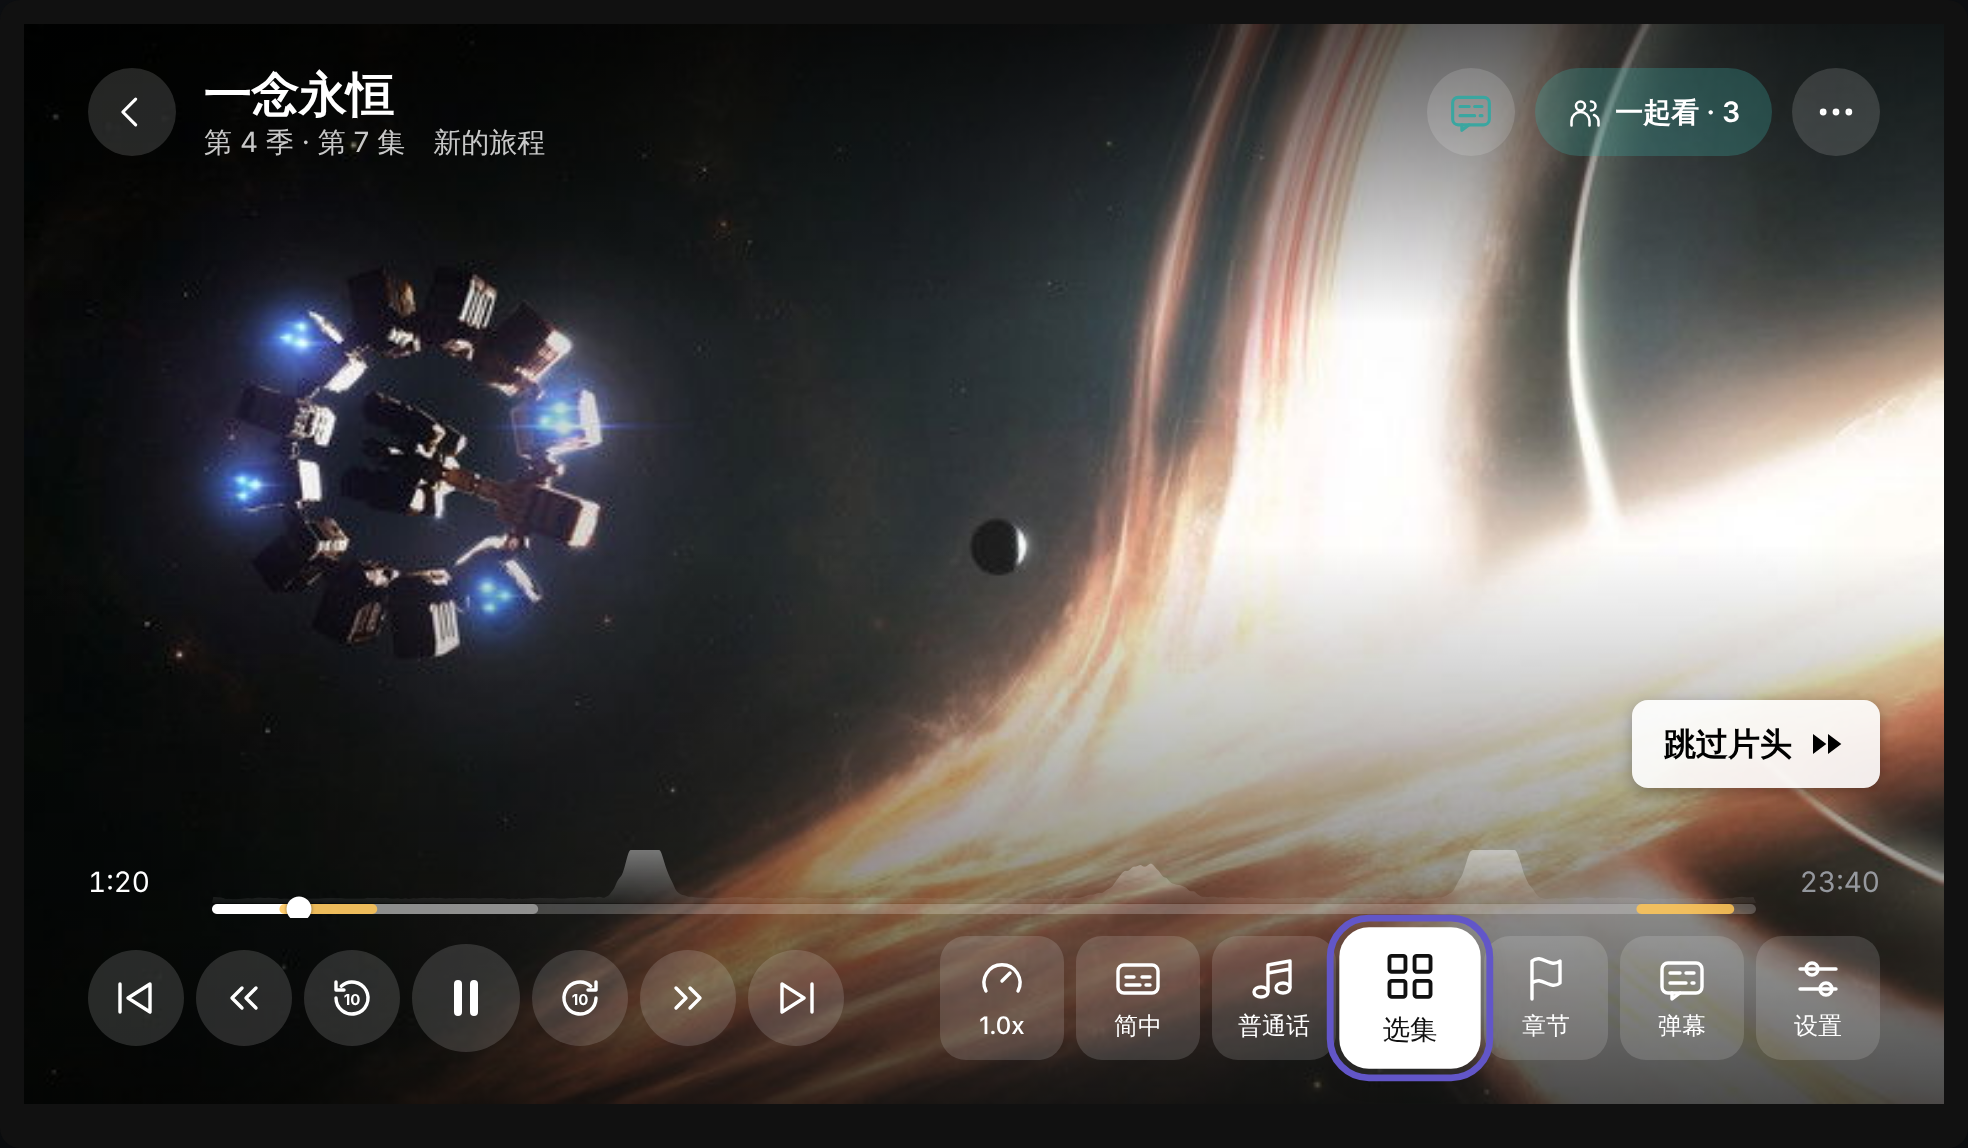 一念永恒
第 4 季 · 第 7 集 新的旅程
一起看 · 3
跳过片头
1:20
23:40
10
10
1.0x
简中
普通话
选集
章节
弹幕
设置